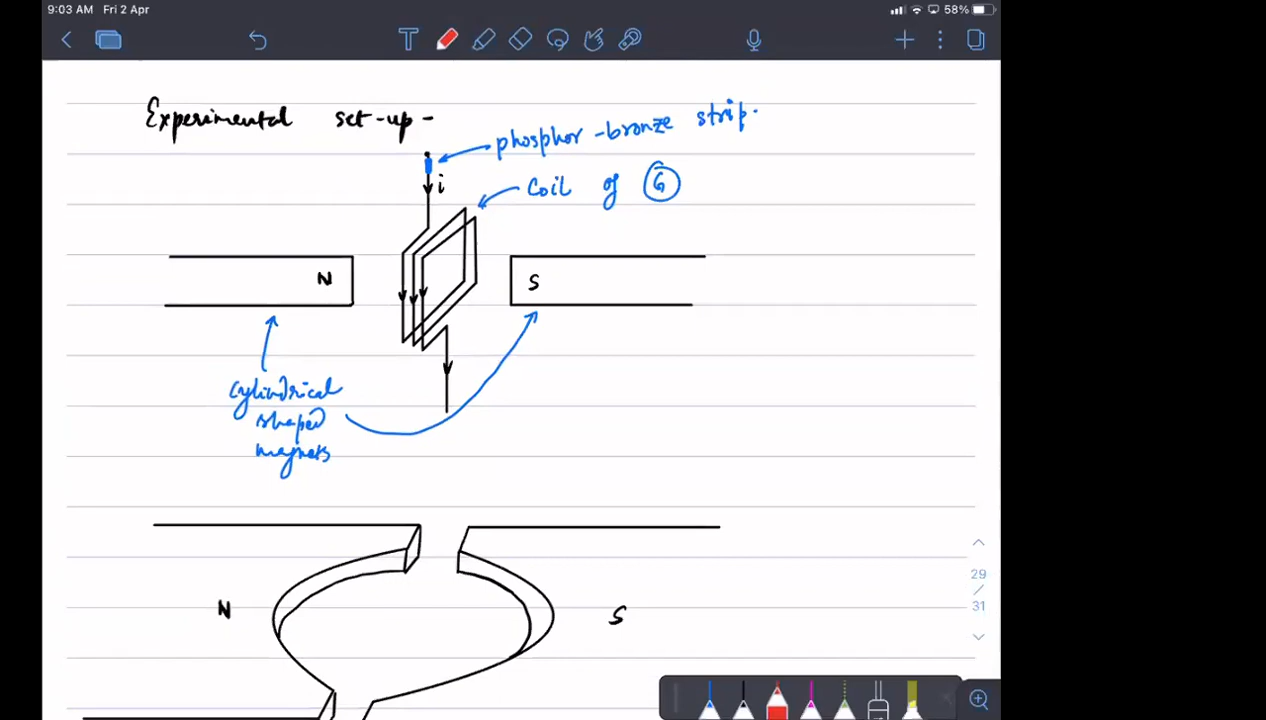 9:03 AM Fri 2 Apr
58%
T
Experimental set-up -
phosphor-bronze strip.
i
coil of G
N
S
cylindrical
shaped
magnets
N
S
29
/
31